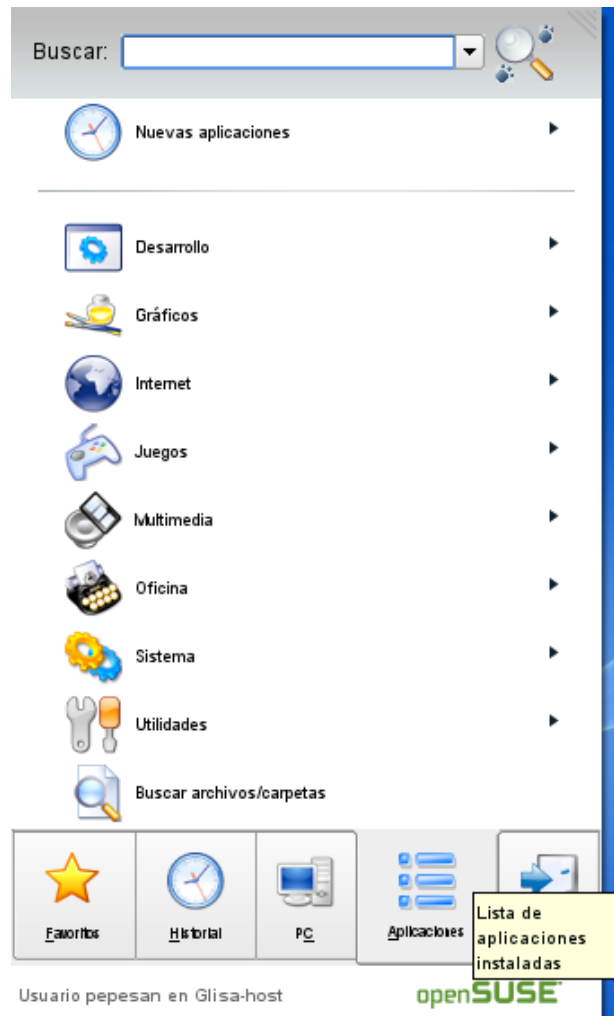 Buscar:
Nuevas aplicaciones
Desarrollo
Gráficos
Internet
Juegos
Multimedia
Oficina
Sistema
Utilidades
Buscar archivos/carpetas
Favoritos
Historial
PC
Aplicaciones
Lista de
aplicaciones
instaladas
Usuario pepesan en Glisa-host
openSUSE